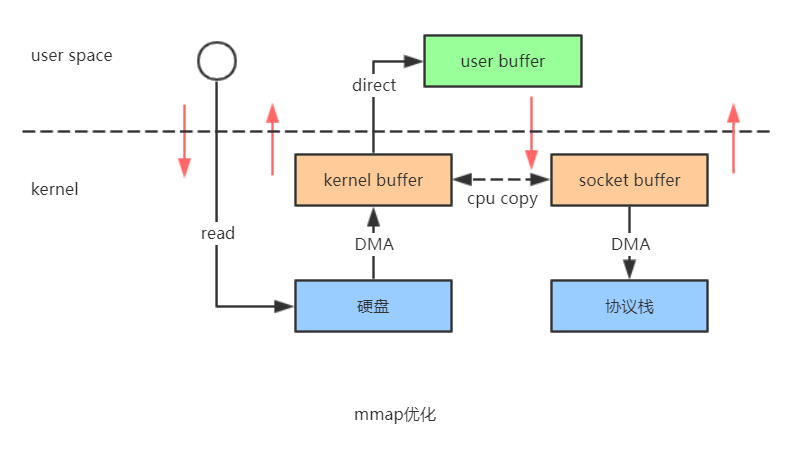 user space
user buffer
direct
kernel
kernel buffer
cpu copy
socket buffer
read
DMA
DMA
硬盘
协议栈
mmap优化